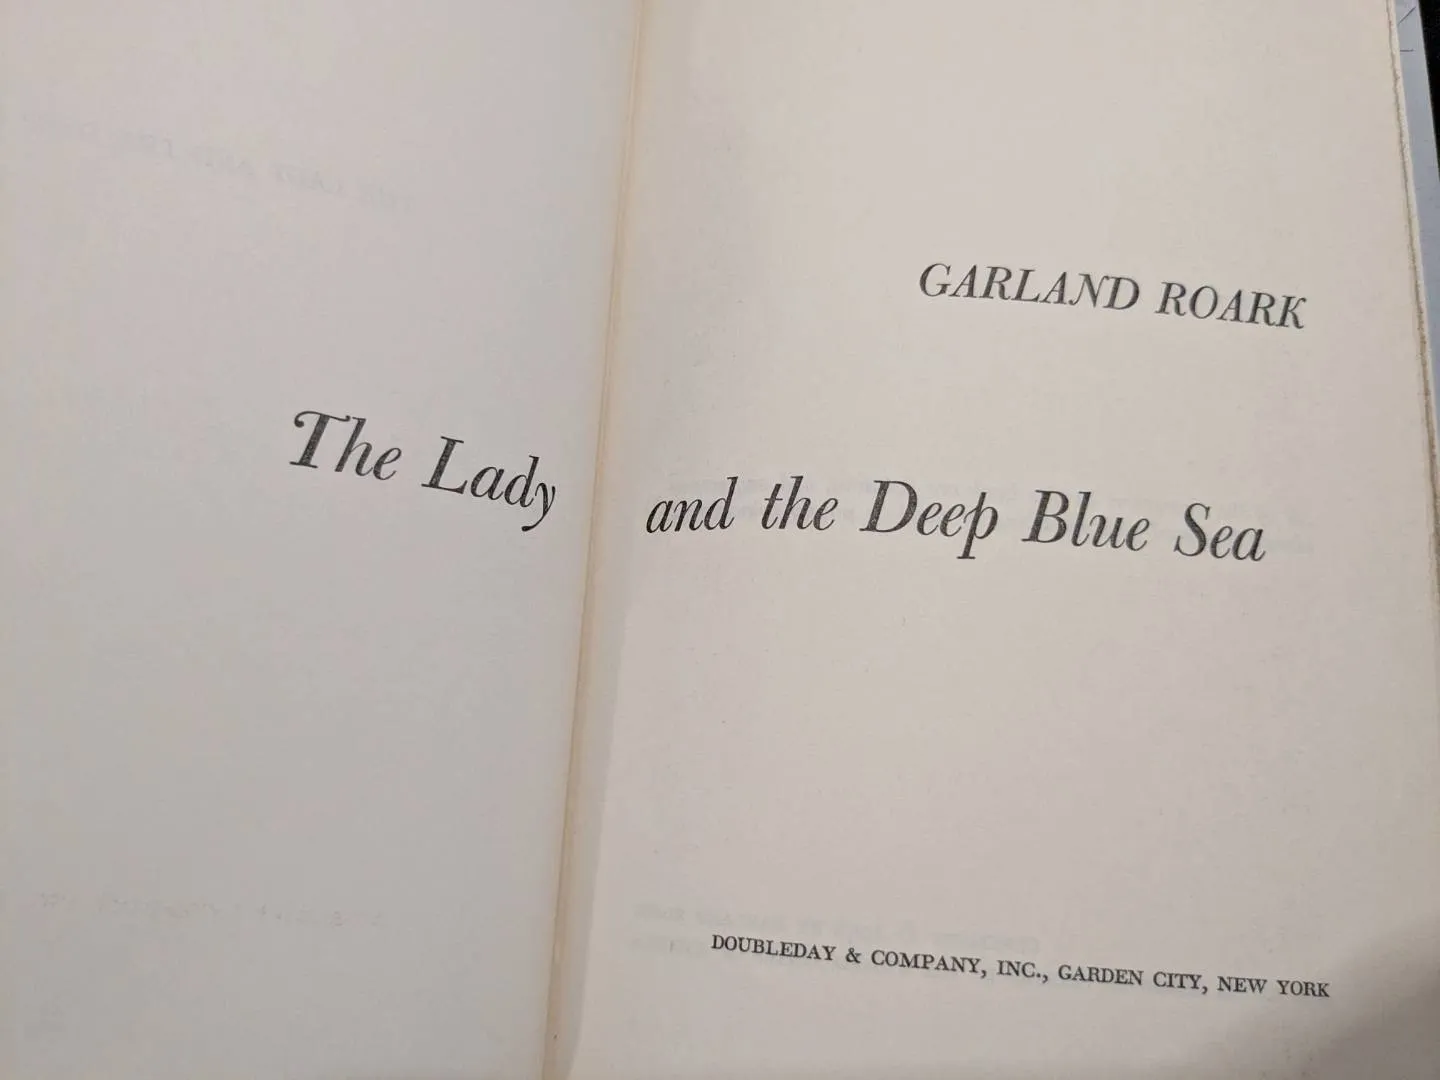 GARLAND ROARK
The Lady and the Deep Blue Sea
DOUBLEDAY & COMPANY, INC., GARDEN CITY, NEW YORK